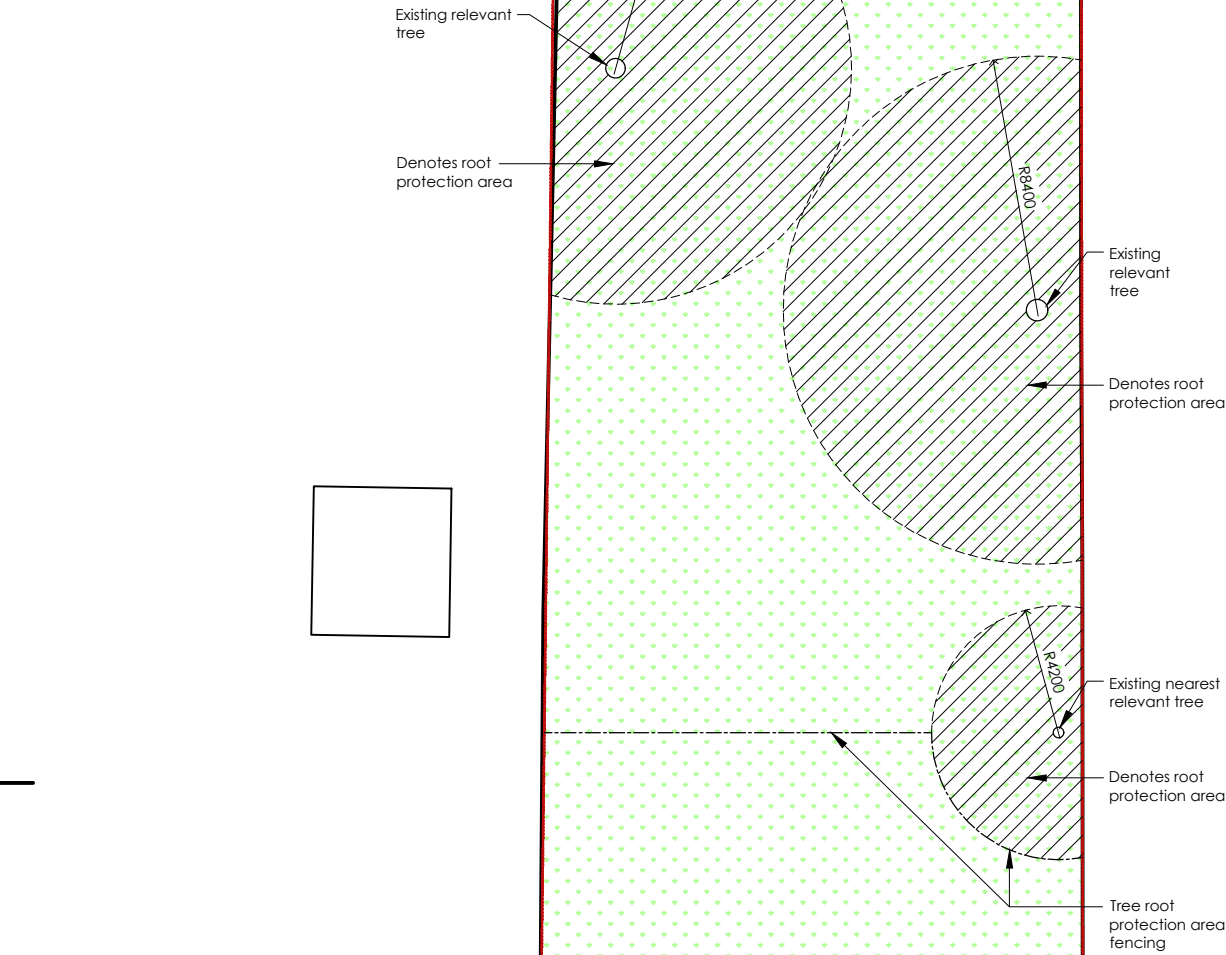 Existing relevant
tree
Denotes root
protection area
R8400
Existing
relevant
tree
Denotes root
protection area
R4200
Existing nearest
relevant tree
Denotes root
protection area
Tree root
protection area
fencing